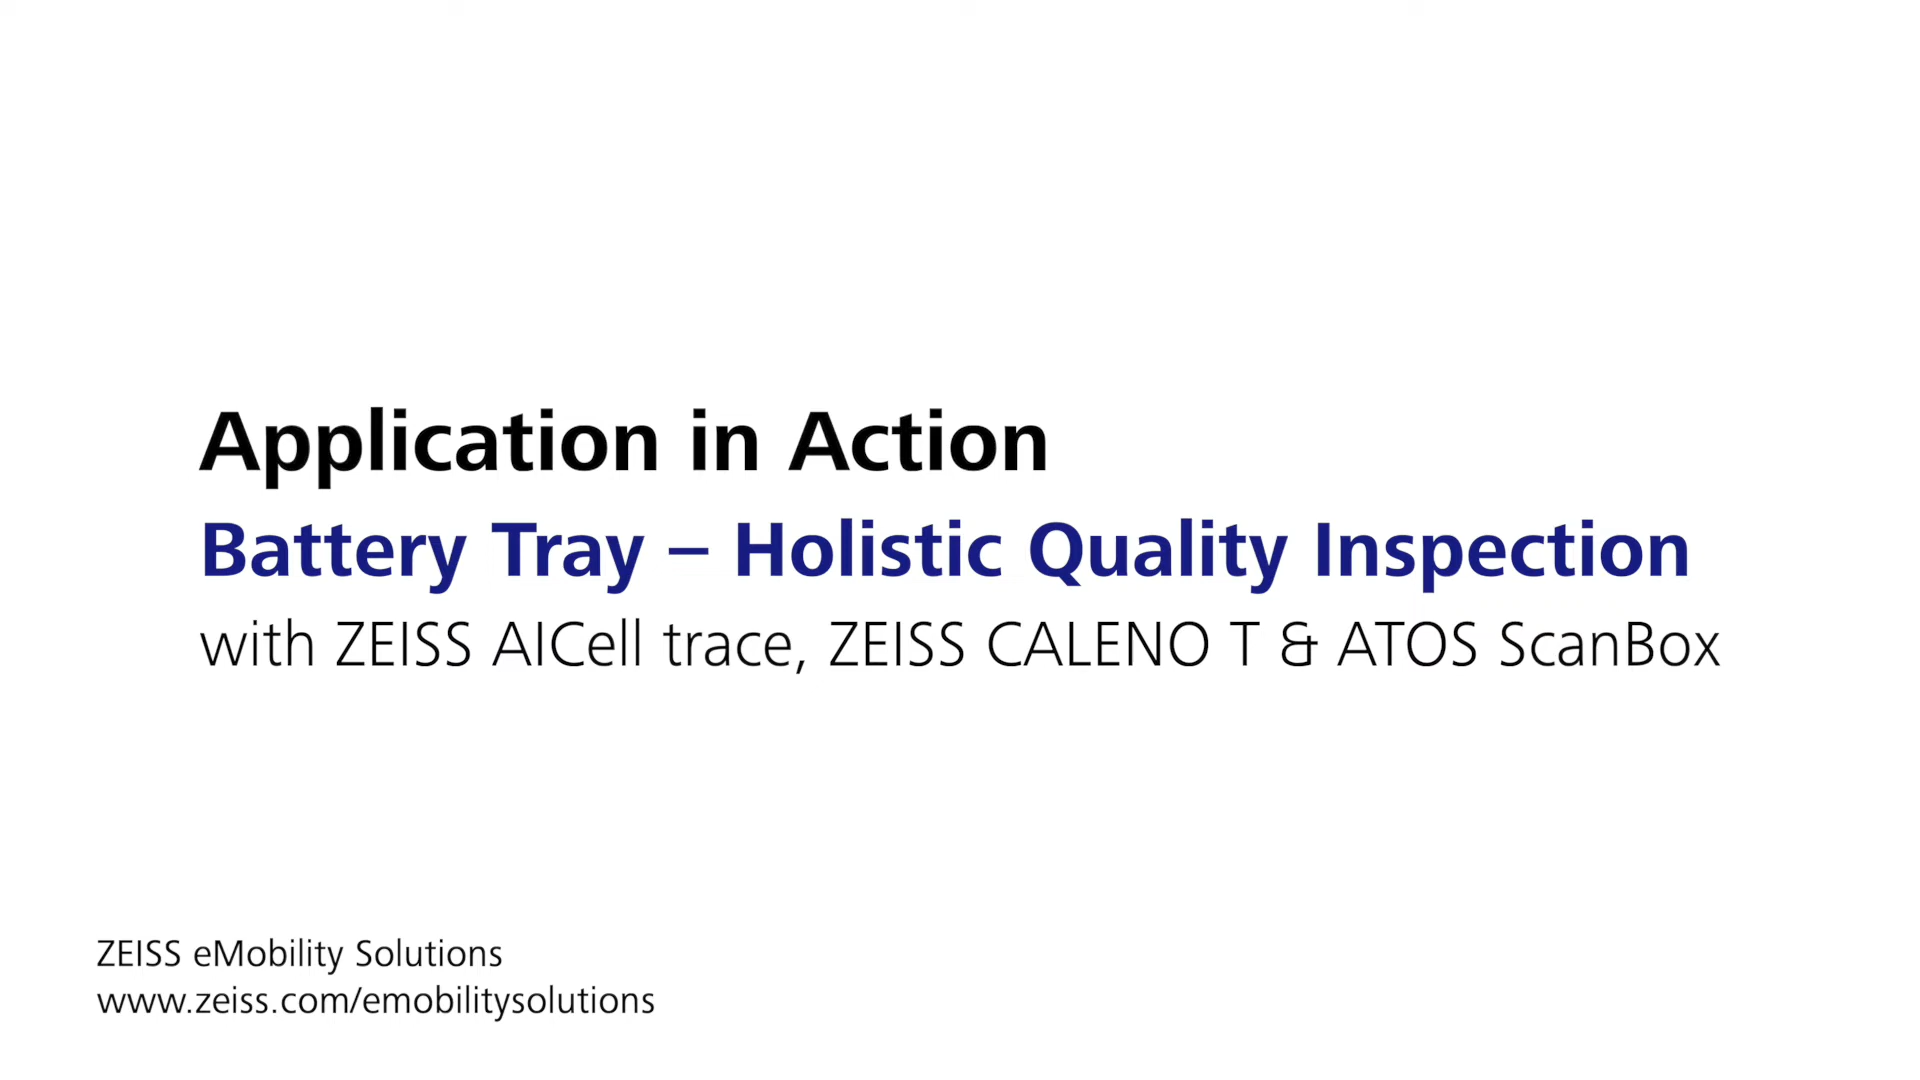 Application in Action
Battery Tray – Holistic Quality Inspection
with ZEISS AICell trace, ZEISS CALENO T & ATOS ScanBox
ZEISS eMobility Solutions
www.zeiss.com/emobilitysolutions